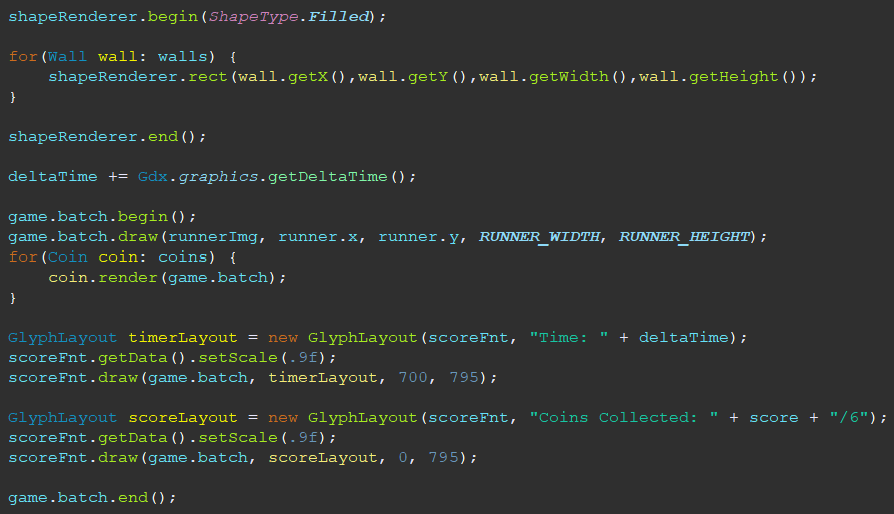 shapeRenderer.begin(ShapeType.Filled);
for(Wall wall: walls) {
shapeRenderer.rect(wall.getX(),wall.getY(),wall.getWidth(),wall.getHeight());
}
shapeRenderer.end();
deltaTime += Gdx.graphics.getDeltaTime();
game.batch.begin();
game.batch.draw(runnerImg, runner.x, runner.y, RUNNER_WIDTH, RUNNER_HEIGHT);
for(Coin coin: coins) {
coin.render(game.batch);
}
GlyphLayout timerLayout = new GlyphLayout(scoreFnt, "Time: " + deltaTime);
scoreFnt.getData().setScale(.9f);
scoreFnt.draw(game.batch, timerLayout, 700, 795);
GlyphLayout scoreLayout = new GlyphLayout(scoreFnt, "Coins Collected: " + score + "/6");
scoreFnt.getData().setScale(.9f);
scoreFnt.draw(game.batch, scoreLayout, 0, 795);
game.batch.end();